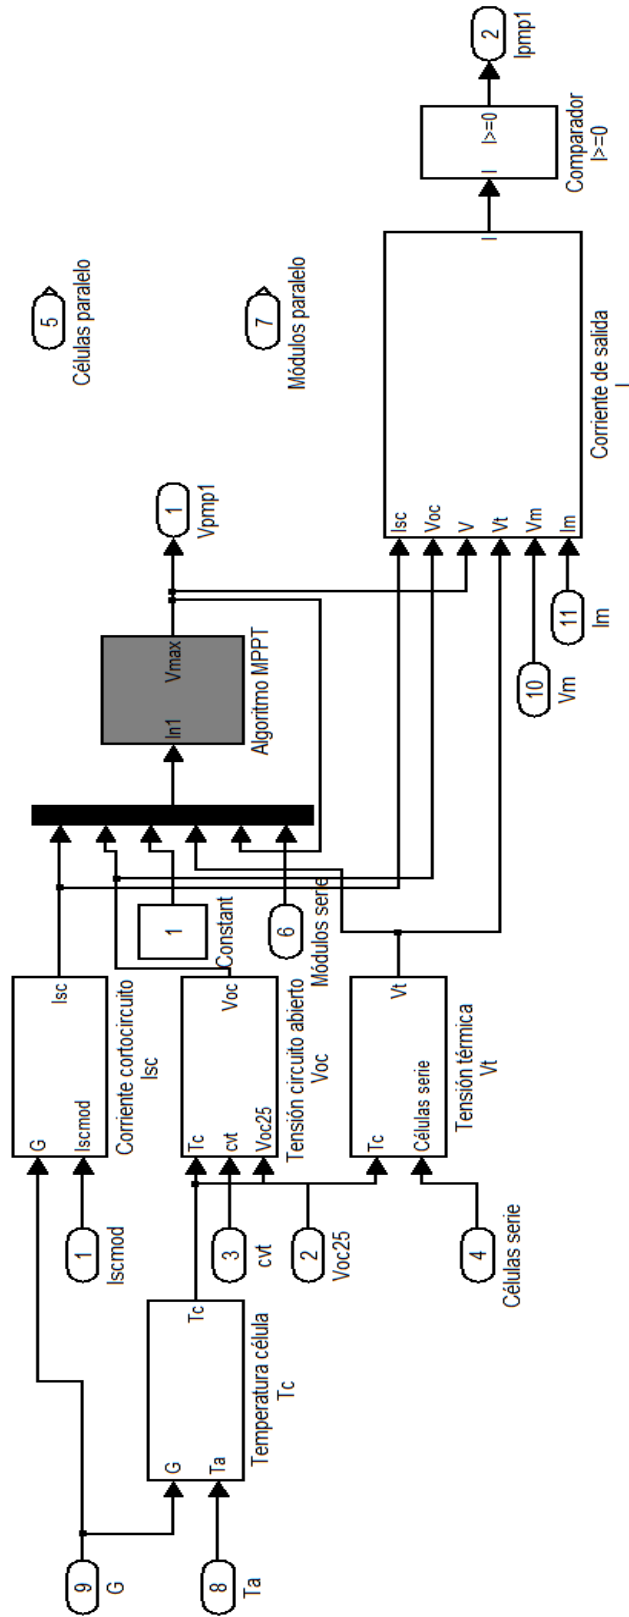 9
G
8
Ta
G
Ta
Tc
Temperatura célula
Tc
1
Iscmod
3
cvt
2
Voc25
4
Células serie
G
Iscmod
Isc
Corriente cortocircuito
Isc
Tc
cvt
Voc25
Voc
Tensión circuito abierto
Voc
Tc
Células serie
Vt
Tensión térmica
Vt
1
Constant
6
Módulos serie
In1
Vmax
Algoritmo MPPT
1
Vpmp1
10
Vm
11
Im
Isc
Voc
V
Vt
Vm
Im
I
Corriente de salida
I
5
Células paralelo
7
Módulos paralelo
I
I>=0
Comparador
I>=0
2
Ipmp1